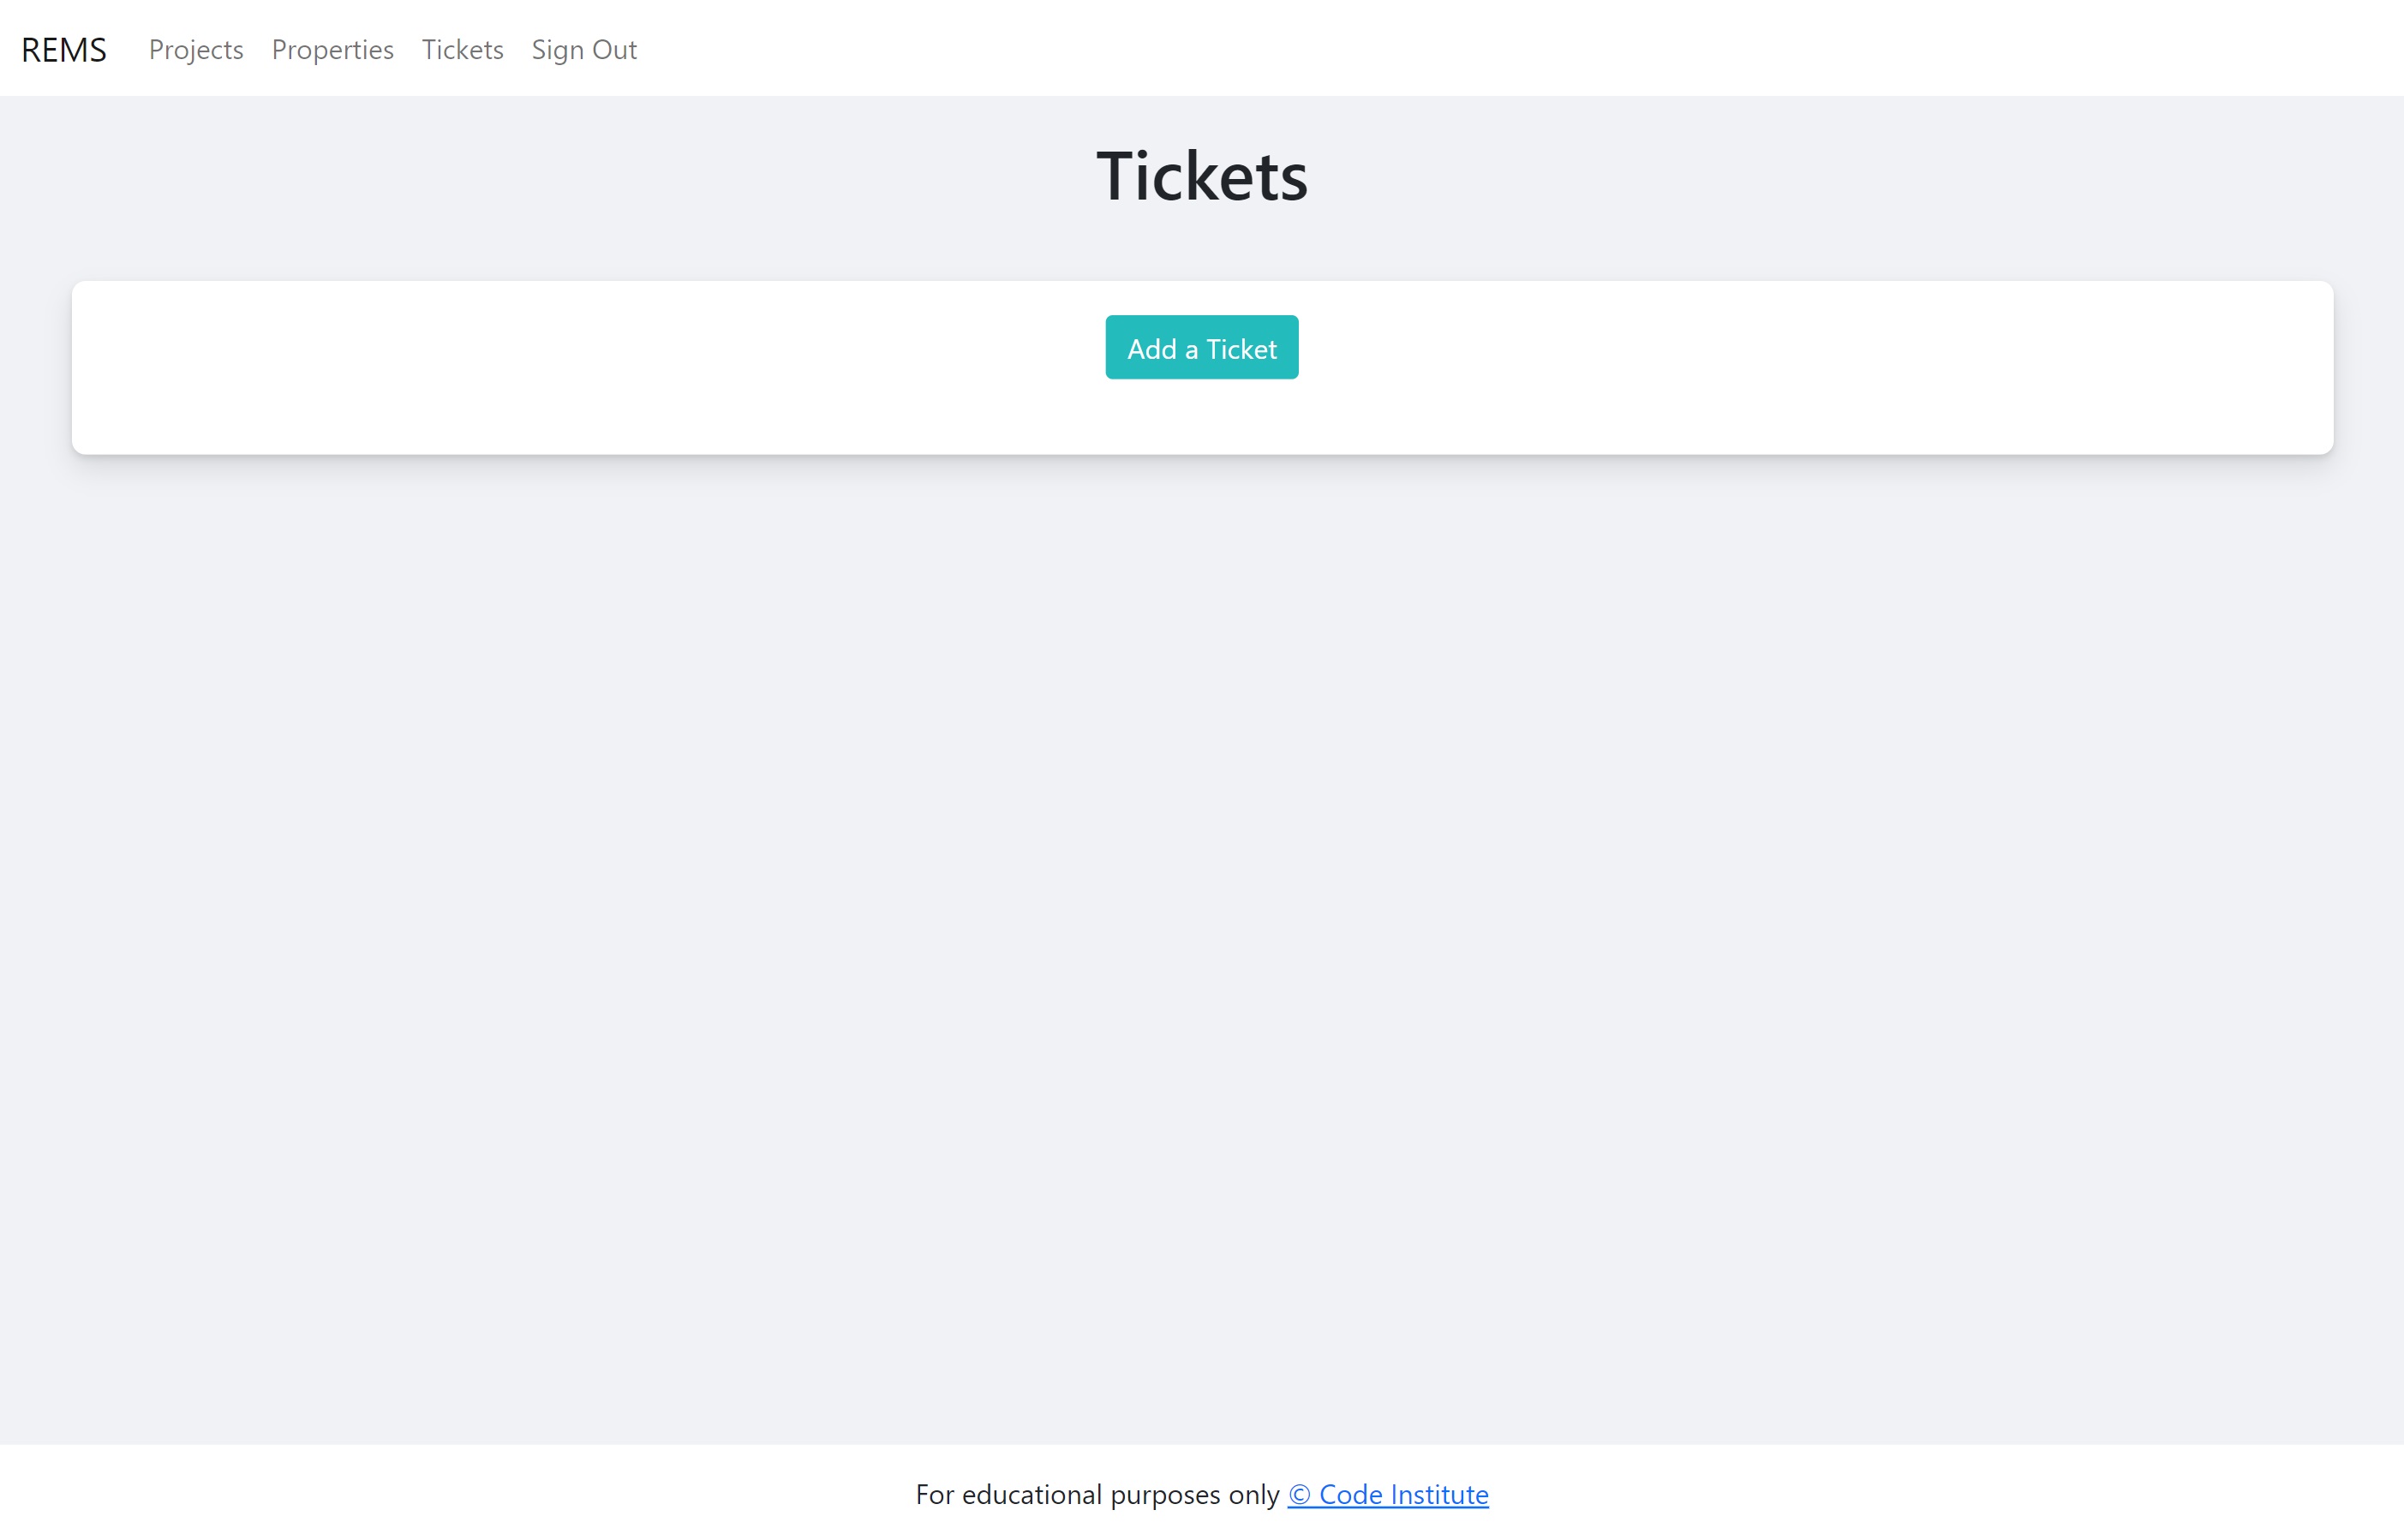 REMS Projects Properties Tickets Sign Out
Tickets
Add a Ticket
For educational purposes only © Code Institute